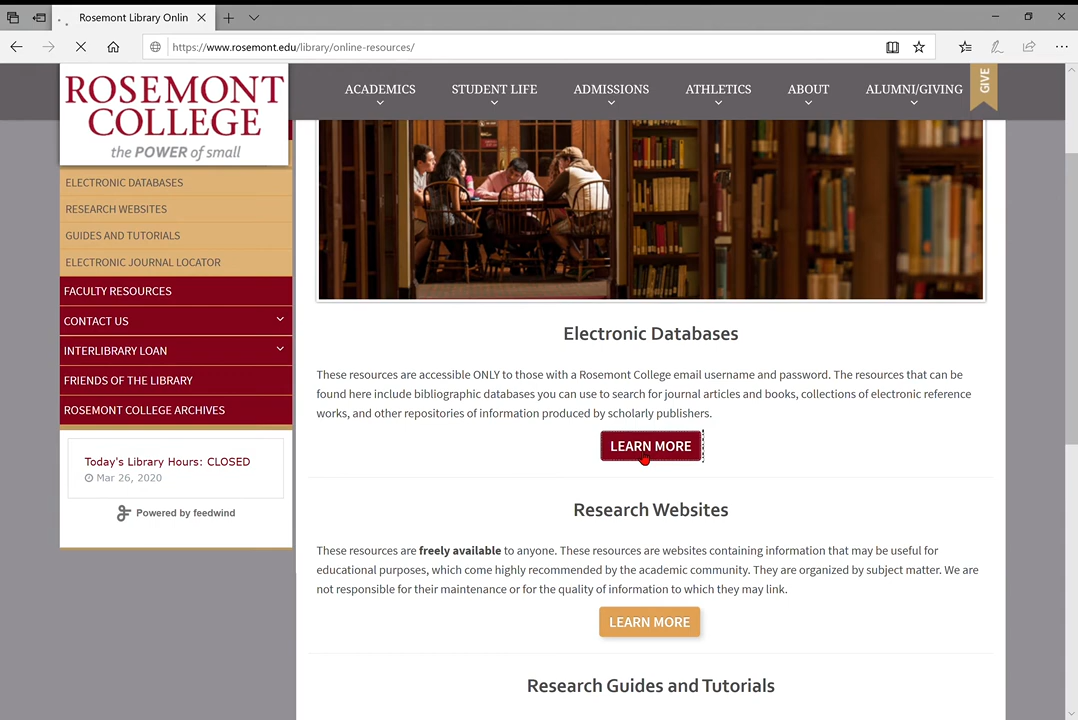 Rosemont Library Onlin
https://www.rosemont.edu/library/online-resources/
ROSEMONT
COLLEGE
the POWER of small
ACADEMICS
STUDENT LIFE
ADMISSIONS
ATHLETICS
ABOUT
ALUMNI/GIVING
GIVE
ELECTRONIC DATABASES
RESEARCH WEBSITES
GUIDES AND TUTORIALS
ELECTRONIC JOURNAL LOCATOR
FACULTY RESOURCES
CONTACT US
INTERLIBRARY LOAN
FRIENDS OF THE LIBRARY
ROSEMONT COLLEGE ARCHIVES
Today's Library Hours: CLOSED
Mar 26, 2020
Powered by feedwind
Electronic Databases
These resources are accessible ONLY to those with a Rosemont College email username and password. The resources that can be
found here include bibliographic databases you can use to search for journal articles and books, collections of electronic reference
works, and other repositories of information produced by scholarly publishers.
LEARN MORE
Research Websites
These resources are freely available to anyone. These resources are websites containing information that may be useful for
educational purposes, which come highly recommended by the academic community. They are organized by subject matter. We are
not responsible for their maintenance or for the quality of information to which they may link.
LEARN MORE
Research Guides and Tutorials